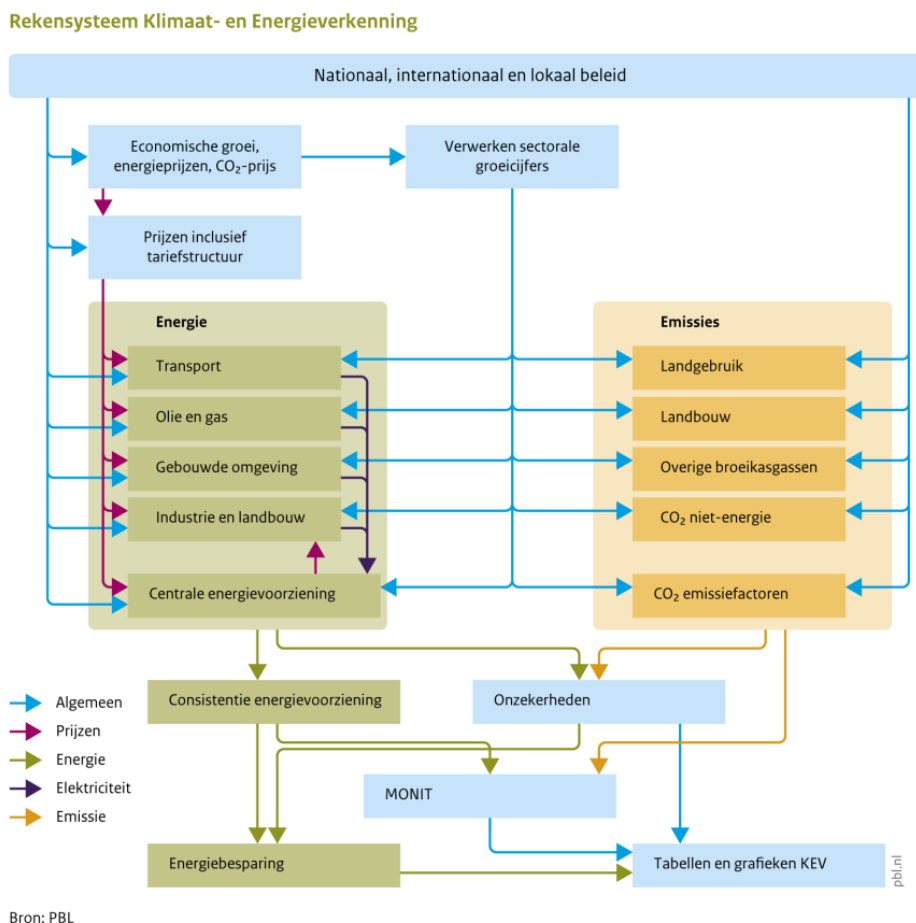 Rekensysteem Klimaat- en Energieverkenning
Nationaal, internationaal en lokaal beleid
Economische groei,
energieprijzen, CO₂-prijs
Verwerken sectorale
groeicijfers
Prijzen inclusief
tariefstructuur
Energie
Transport
Olie en gas
Gebouwde omgeving
Industrie en landbouw
Centrale energievoorziening
Emissies
Landgebruik
Landbouw
Overige broeikasgassen
CO₂ niet-energie
CO₂ emissiefactoren
Consistentie energievoorziening
Onzekerheden
MONIT
Energiebesparing
Tabellen en grafieken KEV
Algemeen
Prijzen
Energie
Elektriciteit
Emissie
pbl.nl
Bron: PBL